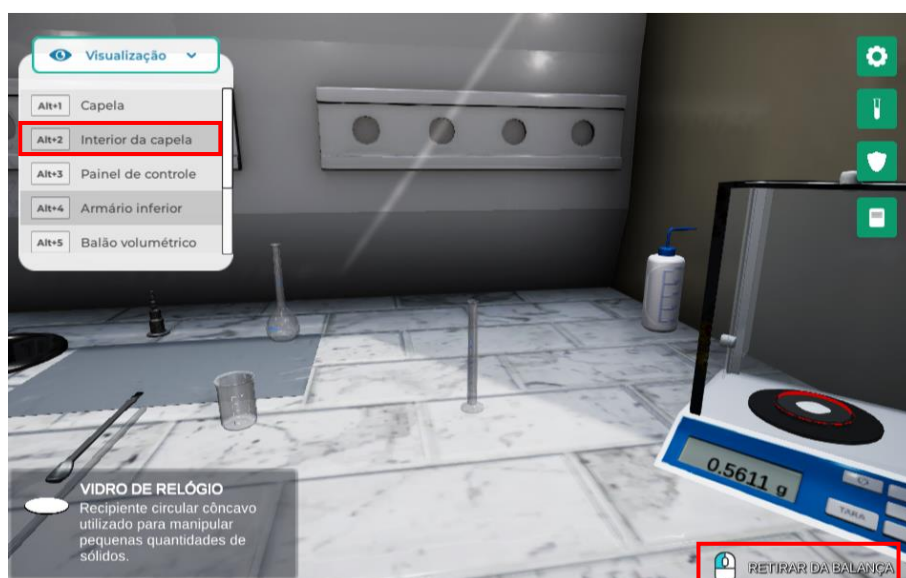 Visualização
Alt+1 Capela
Alt+2 Interior da capela
Alt+3 Painel de controle
Alt+4 Armário inferior
Alt+5 Balão volumétrico
0.5611 g
TARA
VIDRO DE RELÓGIO
Recipiente circular côncavo
utilizado para manipular
pequenas quantidades de
sólidos.
RETIRAR DA BALANÇA